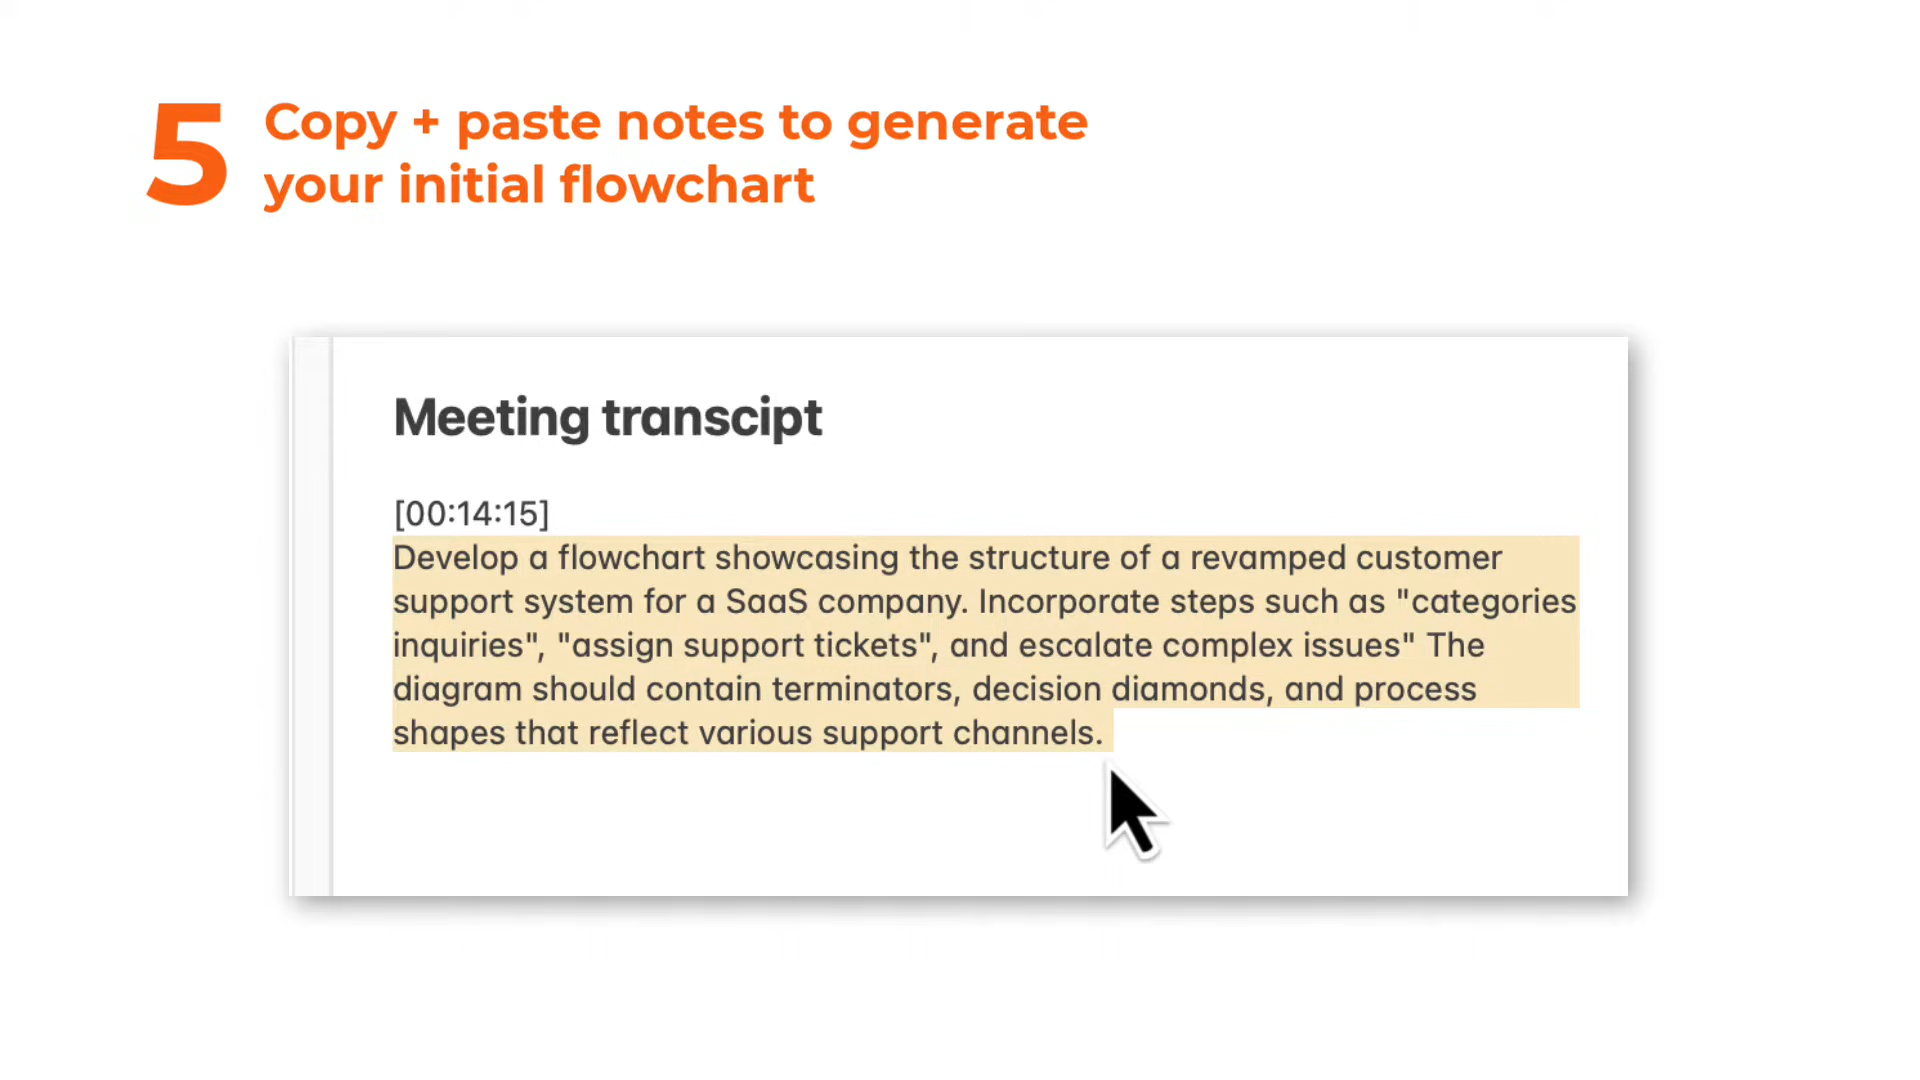 5
Copy + paste notes to generate
your initial flowchart
Meeting transcipt
[00:14:15]
Develop a flowchart showcasing the structure of a revamped customer
support system for a SaaS company. Incorporate steps such as "categories
inquiries", "assign support tickets", and escalate complex issues" The
diagram should contain terminators, decision diamonds, and process
shapes that reflect various support channels.